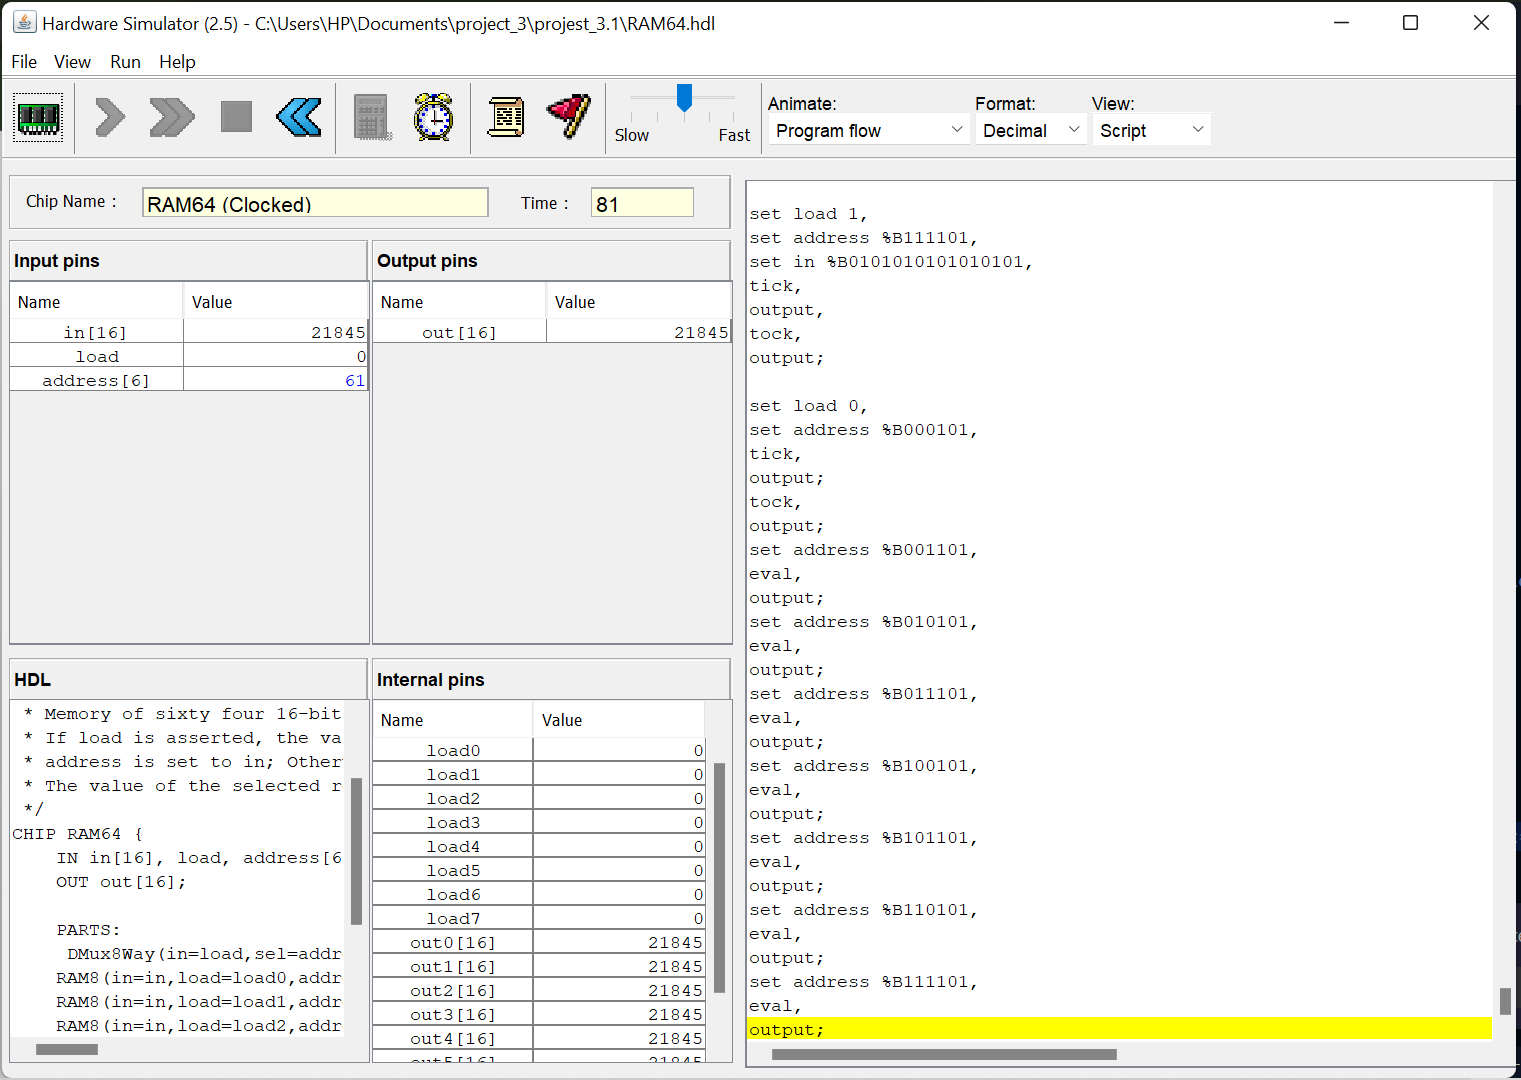 Hardware Simulator (2.5) - C:\Users\HP\Documents\project_3\projest_3.1\RAM64.hdl
File View Run Help
Slow Fast
Animate: Format: View:
Program flow Decimal Script
Chip Name : RAM64 (Clocked) Time : 81
Input pins
Name Value
in[16] 21845
load 0
address[6] 61
Output pins
Name Value
out[16] 21845
HDL
* Memory of sixty four 16-bit
* If load is asserted, the va
* address is set to in; Other
* The value of the selected r
*/
CHIP RAM64 {
IN in[16], load, address[6
OUT out[16];
PARTS:
DMux8Way(in=load,sel=addr
RAM8(in=in,load=load0,addr
RAM8(in=in,load=load1,addr
RAM8(in=in,load=load2,addr
Internal pins
Name Value
load0 0
load1 0
load2 0
load3 0
load4 0
load5 0
load6 0
load7 0
out0[16] 21845
out1[16] 21845
out2[16] 21845
out3[16] 21845
out4[16] 21845
out5[16] 21845
set load 1,
set address %B111101,
set in %B0101010101010101,
tick,
output,
tock,
output;
set load 0,
set address %B000101,
tick,
output;
tock,
output;
set address %B001101,
eval,
output;
set address %B010101,
eval,
output;
set address %B011101,
eval,
output;
set address %B100101,
eval,
output;
set address %B101101,
eval,
output;
set address %B110101,
eval,
output;
set address %B111101,
eval,
output;